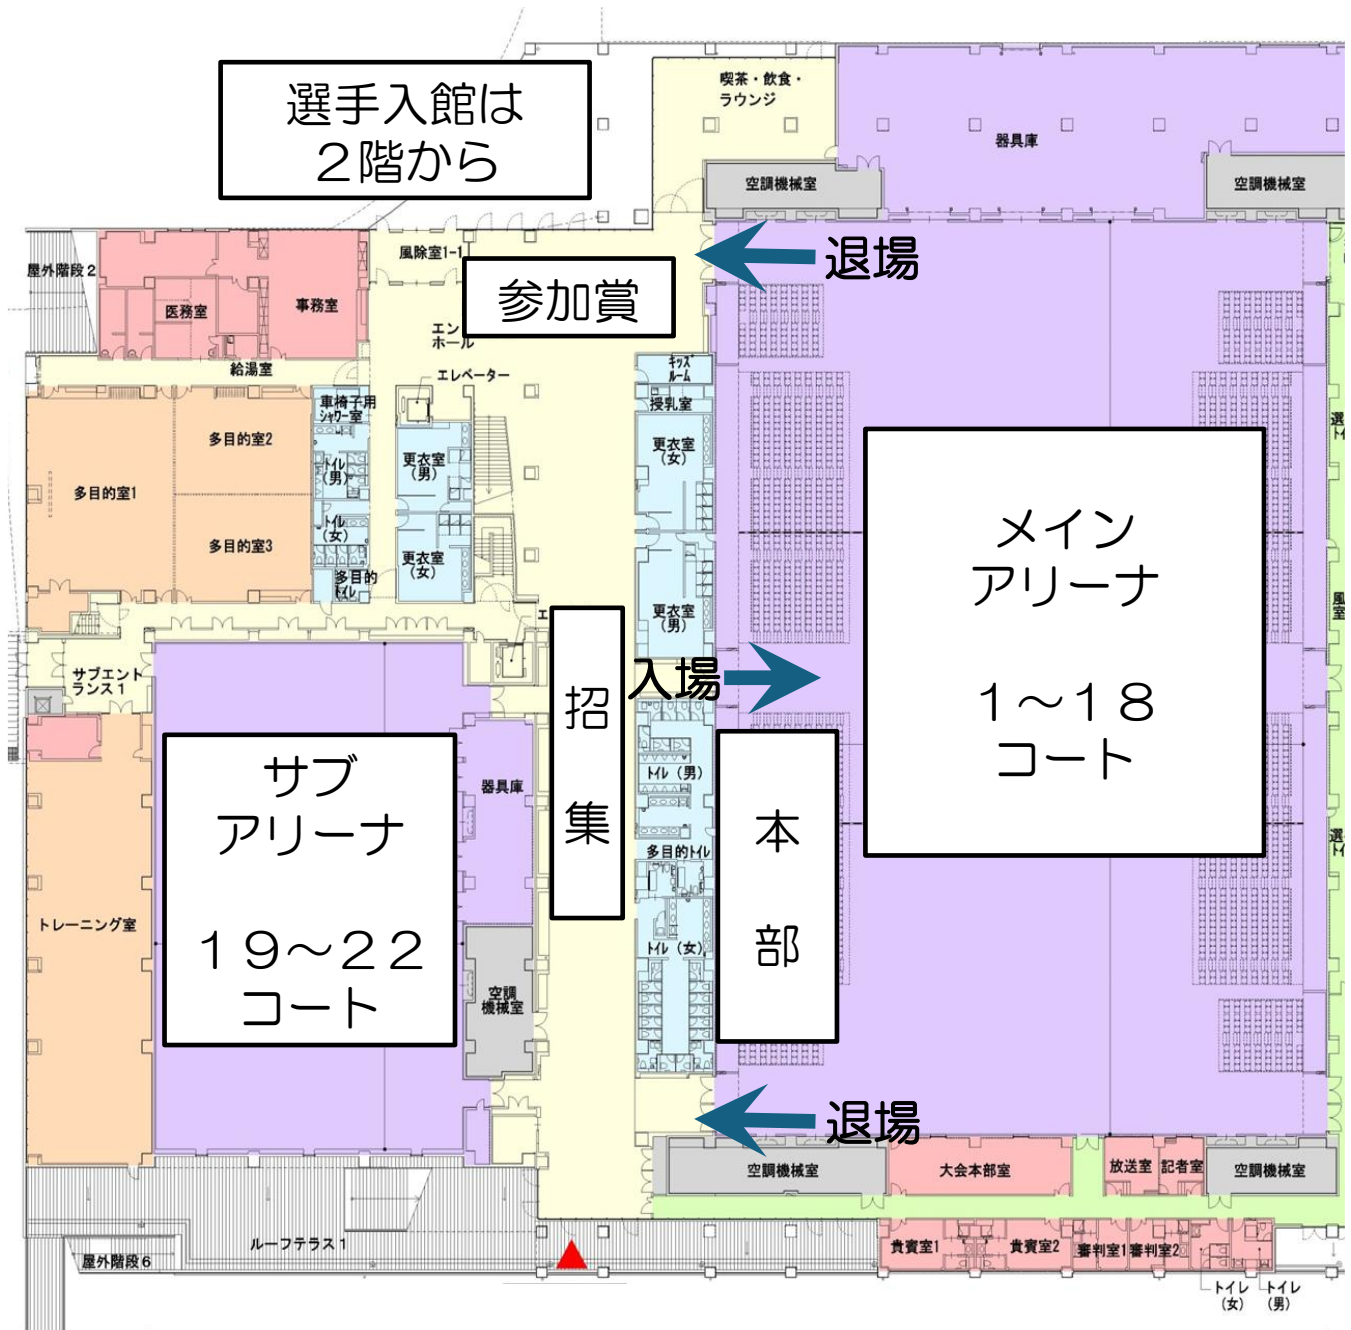 選手入館は
２階から
喫茶・飲食・
ラウンジ
器具庫
空調機械室
空調機械室
屋外階段２
医務室
事務室
風除室1-1
退場
参加賞
エン
ホール
給湯室
エレベーター
キッズ
ルーム
授乳室
車椅子用
シャワー室
多目的室1
多目的室2
多目的室3
トイレ
(男)
トイレ
(女)
多目的
トイレ
更衣室
(男)
更衣室
(女)
更衣室
(女)
更衣室
(男)
メイン
アリーナ
１～１８
コート
選
風
室
選
サブエント
ランス1
エ
招
集
入場
サブ
アリーナ
１９～２２
コート
器具庫
トイレ (男)
多目的トイレ
トイレ (女)
本
部
トレーニング室
空調
機械室
退場
空調機械室
大会本部室
放送室
記者室
空調機械室
ルーフテラス1
屋外階段6
貴賓室1
貴賓室2
審判室1
審判室2
トイレ
(女)
トイレ
(男)